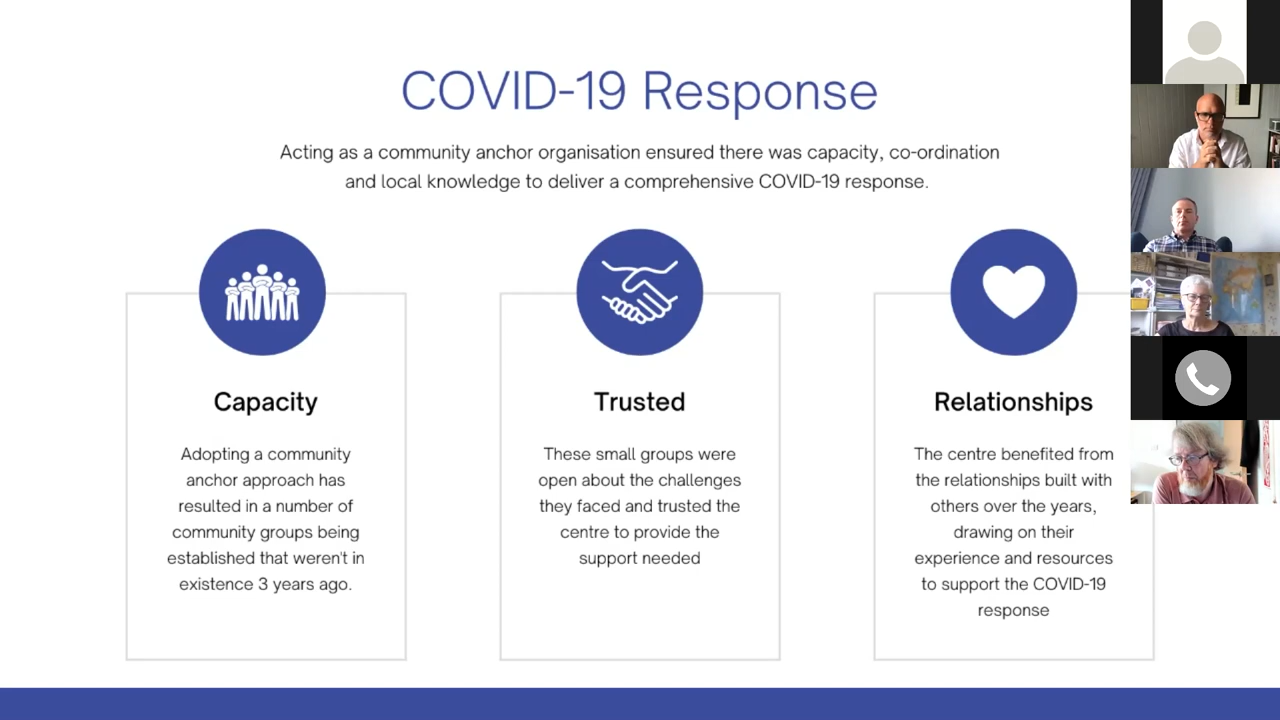 COVID-19 Response
Acting as a community anchor organisation ensured there was capacity, co-ordination
and local knowledge to deliver a comprehensive COVID-19 response.
Capacity
Adopting a community
anchor approach has
resulted in a number of
community groups being
established that weren't in
existence 3 years ago.
Trusted
These small groups were
open about the challenges
they faced and trusted the
centre to provide the
support needed
Relationships
The centre benefited from
the relationships built with
others over the years,
drawing on their
experience and resources
to support the COVID-19
response